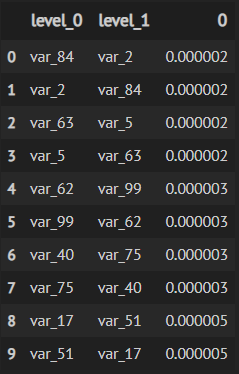 level_0 level_1 0
0 var_84 var_2 0.000002
1 var_2 var_84 0.000002
2 var_63 var_5 0.000002
3 var_5 var_63 0.000002
4 var_62 var_99 0.000003
5 var_99 var_62 0.000003
6 var_40 var_75 0.000003
7 var_75 var_40 0.000003
8 var_17 var_51 0.000005
9 var_51 var_17 0.000005